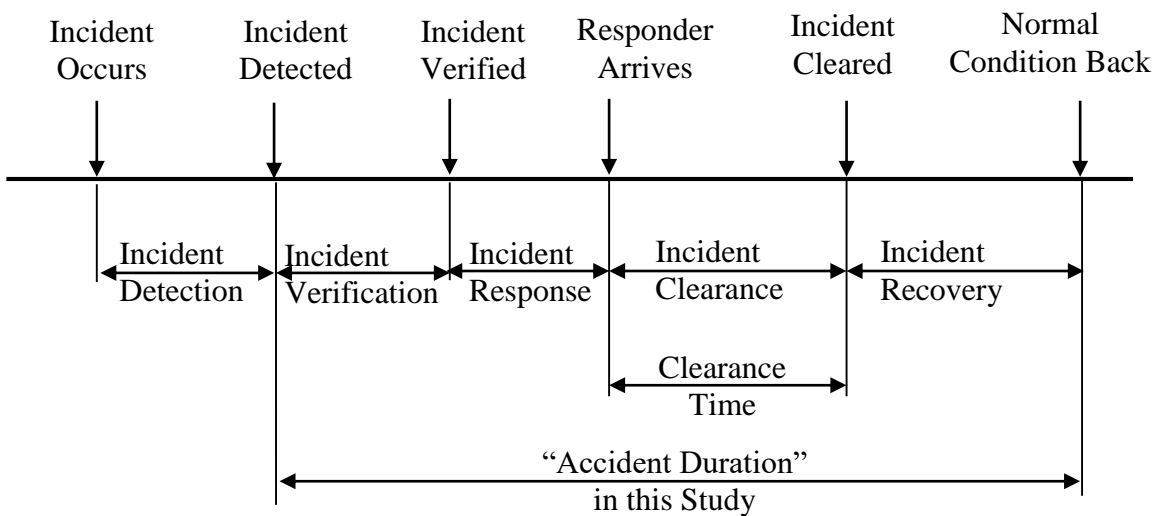 Incident
Occurs
Incident
Detected
Incident
Verified
Responder
Arrives
Incident
Cleared
Normal
Condition Back
Incident
Detection
Incident
Verification
Incident
Response
Incident
Clearance
Incident
Recovery
Clearance
Time
“Accident Duration”
in this Study